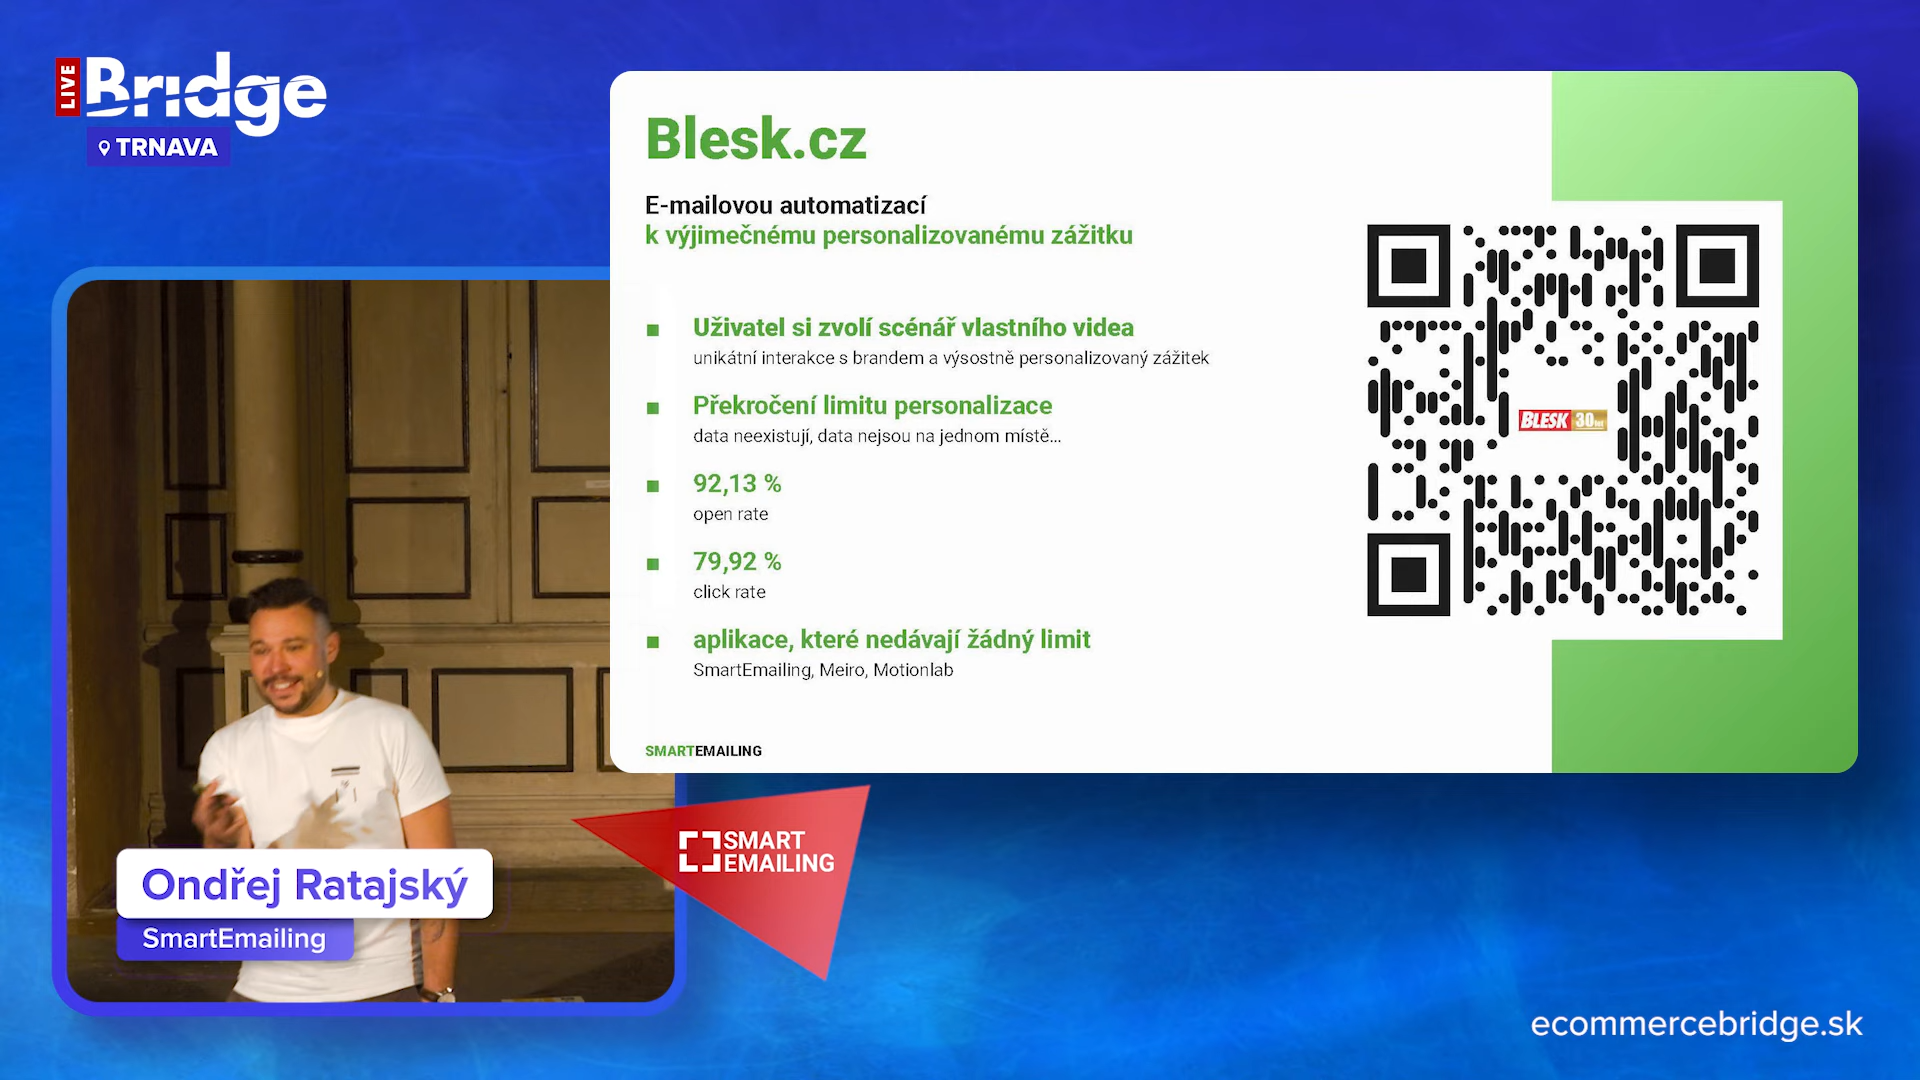 LIVE
Bridge
TRNAVA
Blesk.cz
E-mailovou automatizací
k výjimečnému personalizovanému zážitku
Uživatel si zvolí scénář vlastního videa
unikátní interakce s brandem a výsostně personalizovaný zážitek
Překročení limitu personalizace
data neexistují, data nejsou na jednom místě...
92,13 %
open rate
79,92 %
click rate
aplikace, které nedávají žádný limit
SmartEmailing, Meiro, Motionlab
SMARTEMAILING
BLESK 30
SMART
EMAILING
Ondřej Ratajský
SmartEmailing
ecommercebridge.sk